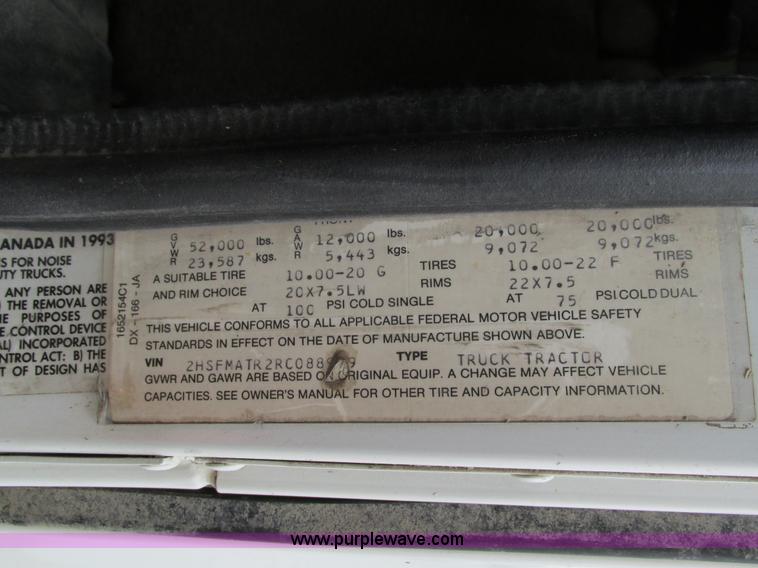 ANADA IN 1993
S FOR NOISE
UTY TRUCKS.
ANY PERSON ARE
THE REMOVAL OR
E PURPOSES OF
E.CONTROL DEVICE
AL) INCORPORATED
NTROL ACT: B) THE
T OF DESIGN HAS
1652154C1
DX-166-JA
FRONT
GVWR 52,000 lbs. GAWR 12,000 lbs. 20,000 20,000 lbs.
23,587 kgs. 5,443 kgs. 9,072 9,072 kgs.
A SUITABLE TIRE 10.00-20 G TIRES 10.00-22 F TIRES
AND RIM CHOICE 20X7.5LW RIMS 22X7.5 RIMS
AT 100 PSI COLD SINGLE AT 75 PSI COLD DUAL
THIS VEHICLE CONFORMS TO ALL APPLICABLE FEDERAL MOTOR VEHICLE SAFETY
STANDARDS IN EFFECT ON THE DATE OF MANUFACTURE SHOWN ABOVE.
VIN 2HSFMATR2RC088 TYPE TRUCK TRACTOR
GVWR AND GAWR ARE BASED ON ORIGINAL EQUIP. A CHANGE MAY AFFECT VEHICLE
CAPACITIES. SEE OWNER'S MANUAL FOR OTHER TIRE AND CAPACITY INFORMATION.
www.purplewave.com